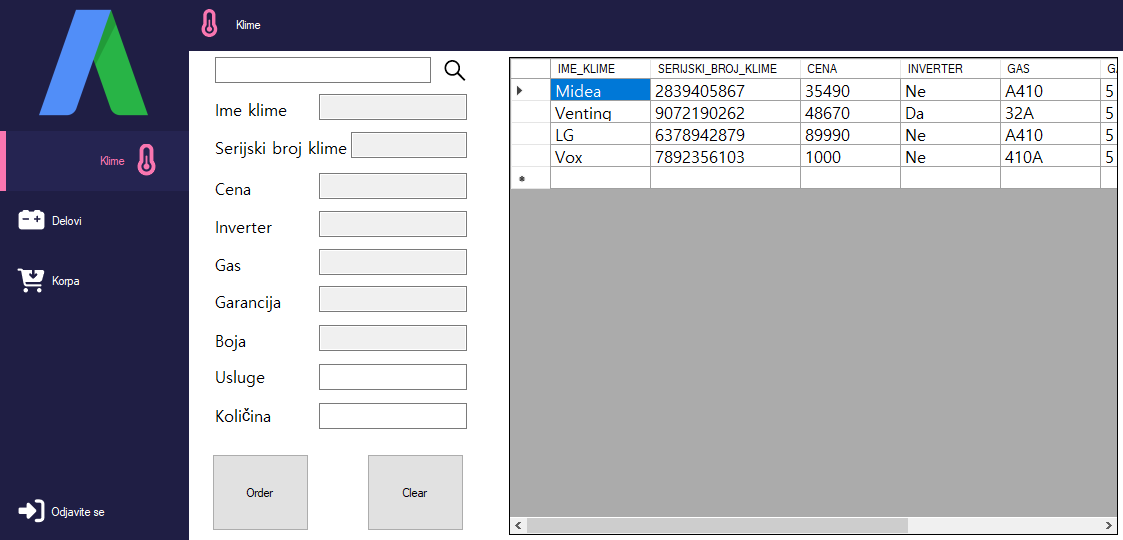 Klime
Klime
Delovi
Korpa
Odjavite se
Ime klime
Serijski broj klime
Cena
Inverter
Gas
Garancija
Boja
Usluge
Količina
Order Clear
IME_KLIME SERIJSKI_BROJ_KLIME CENA INVERTER GAS GA
Midea 2839405867 35490 Ne A410 5
Venting 9072190262 48670 Da 32A 5
LG 6378942879 89990 Ne A410 5
Vox 7892356103 1000 Ne 410A 5